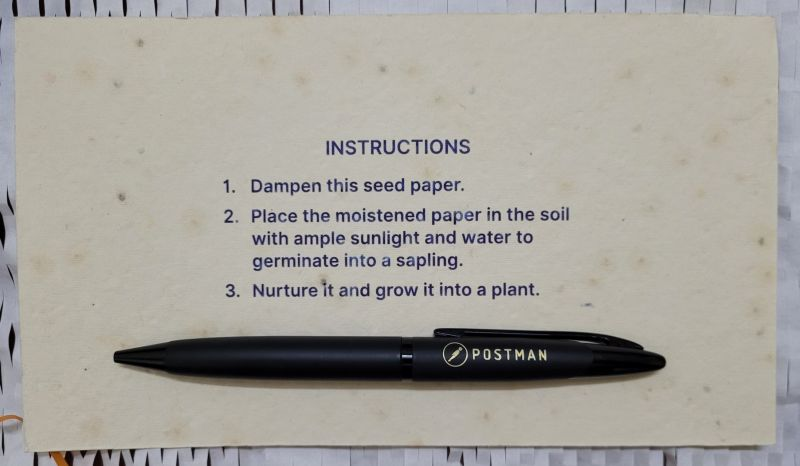 INSTRUCTIONS
1. Dampen this seed paper.
2. Place the moistened paper in the soil
with ample sunlight and water to
germinate into a sapling.
3. Nurture it and grow it into a plant.
POSTMAN